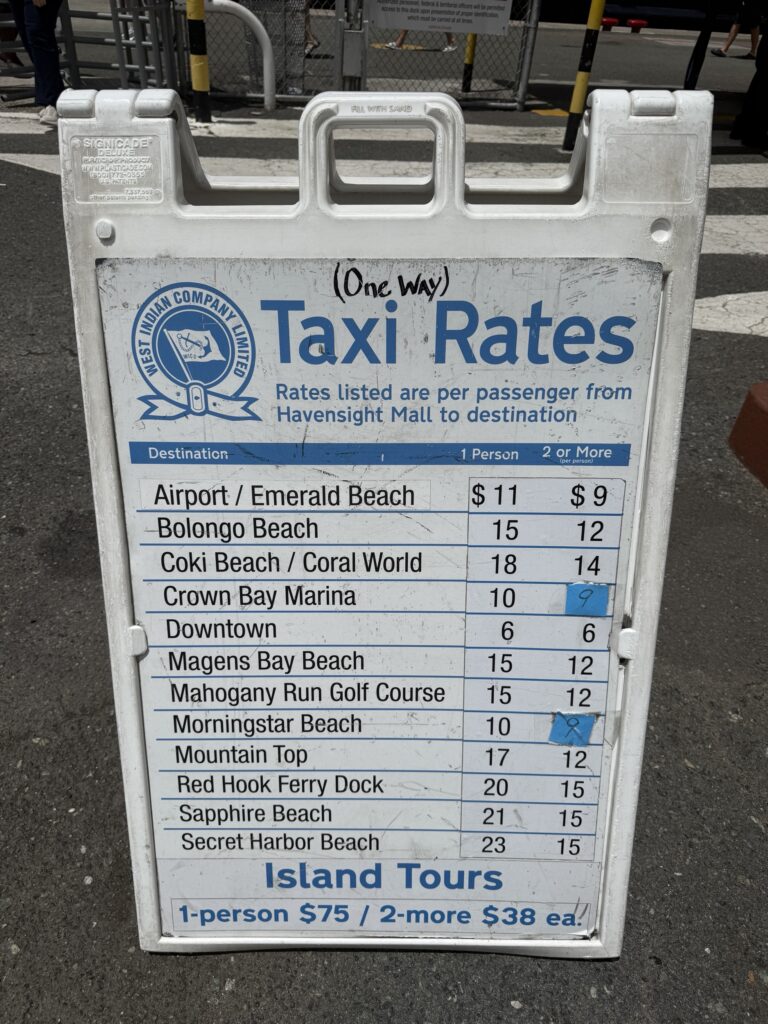 FILL WITH SAND
SIGNICADE
DELUXE
(One Way)
WEST INDIAN COMPANY LIMITED
WICO
Taxi Rates
Rates listed are per passenger from
Havensight Mall to destination
Destination 1 Person 2 or More
(per person)
Airport / Emerald Beach $ 11 $ 9
Bolongo Beach 15 12
Coki Beach / Coral World 18 14
Crown Bay Marina 10 9
Downtown 6 6
Magens Bay Beach 15 12
Mahogany Run Golf Course 15 12
Morningstar Beach 10 9
Mountain Top 17 12
Red Hook Ferry Dock 20 15
Sapphire Beach 21 15
Secret Harbor Beach 23 15
Island Tours
1-person $75 / 2-more $38 ea.